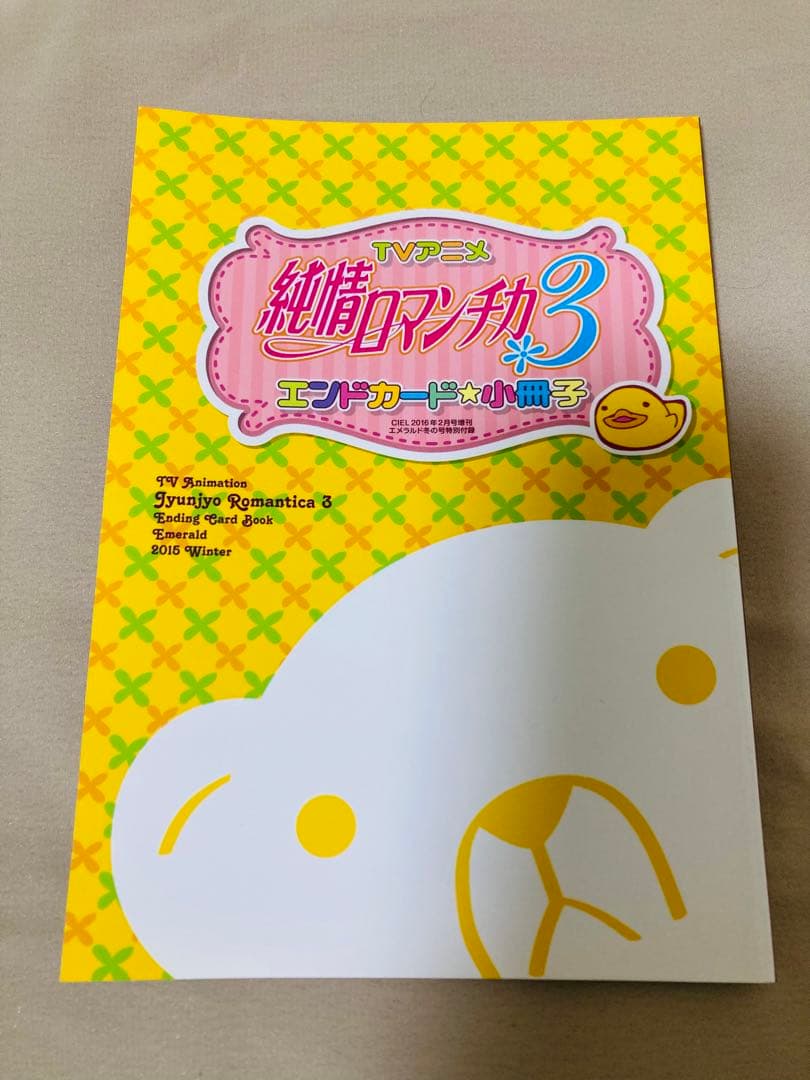 TVアニメ
純情ロマンチカ3
エンドカード★小冊子
CIEL 2016年2月号増刊
エメラルド冬の号特別付録
TV Animation
Jyunjyo Romantica 3
Ending Card Book
Emerald
2015 Winter